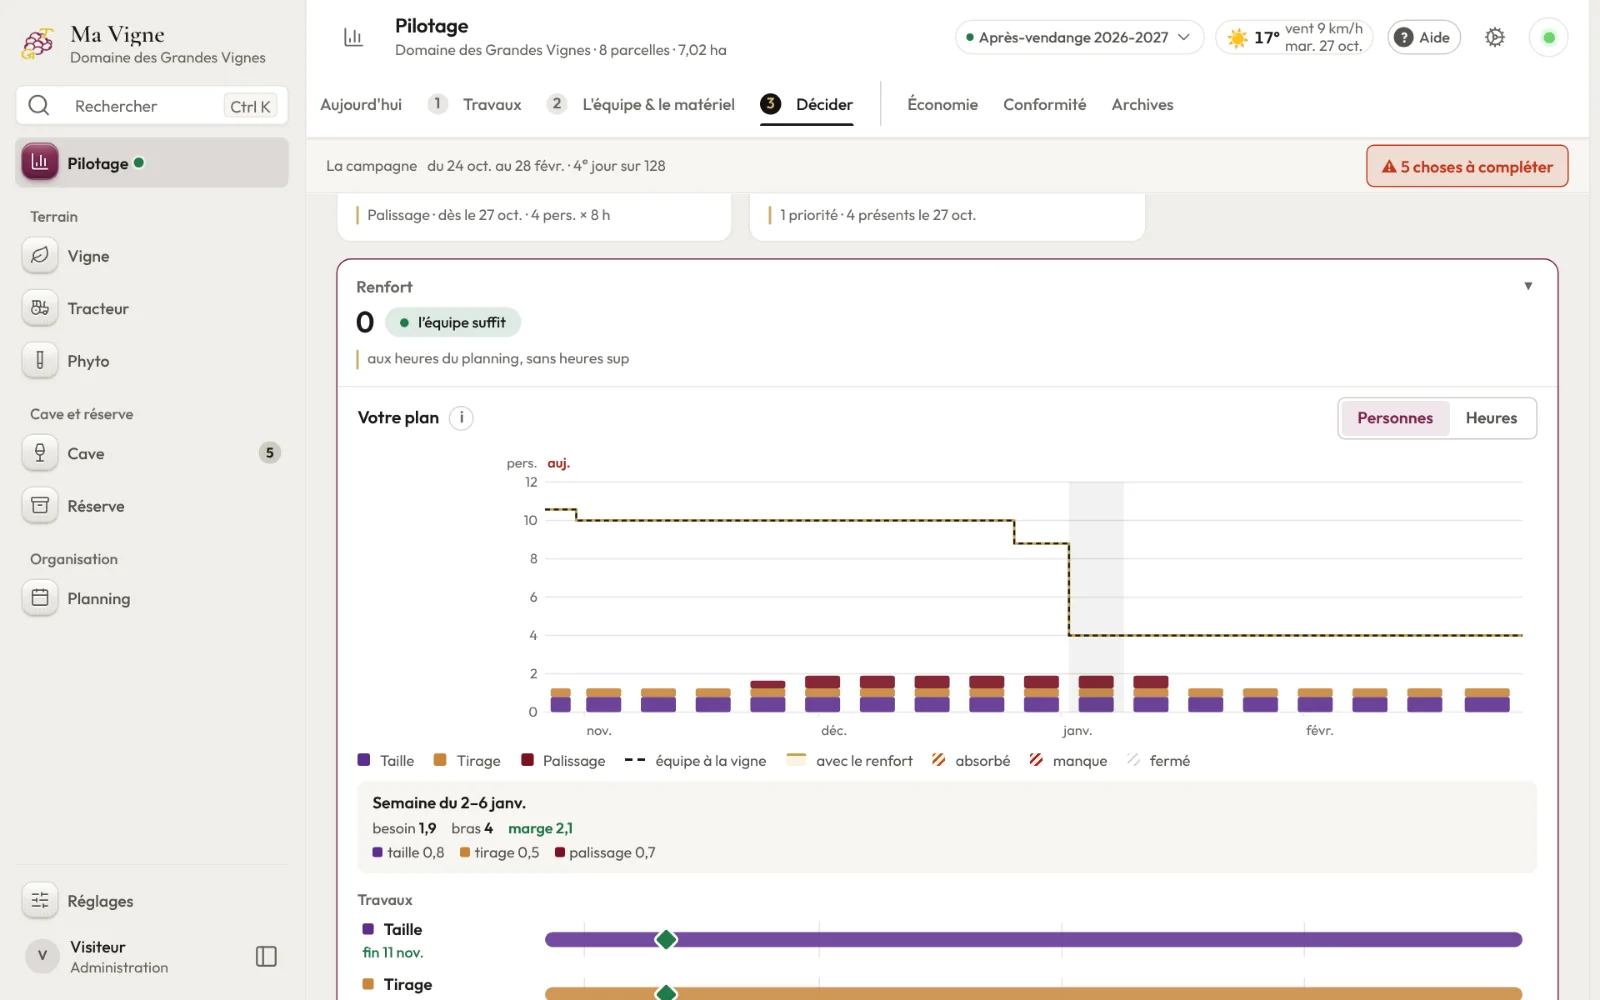 Ma Vigne
Domaine des Grandes Vignes
Rechercher
Ctrl K
Pilotage
Terrain
Vigne
Tracteur
Phyto
Cave et réserve
Cave
5
Réserve
Organisation
Planning
Réglages
V
Visiteur
Administration
Pilotage
Domaine des Grandes Vignes · 8 parcelles · 7,02 ha
Après-vendange 2026-2027
17°
vent 9 km/h
mar. 27 oct.
? Aide
Aujourd'hui
1 Travaux
2 L'équipe & le matériel
3 Décider
Économie
Conformité
Archives
La campagne du 24 oct. au 28 févr. · 4e jour sur 128
5 choses à compléter
Palissage · dès le 27 oct. · 4 pers. × 8 h
1 priorité · 4 présents le 27 oct.
Renfort
0 l'équipe suffit
aux heures du planning, sans heures sup
Votre plan i
Personnes
Heures
pers. auj.
12
10
8
6
4
2
0
nov. déc. janv. févr.
Taille Tirage Palissage équipe à la vigne avec le renfort absorbé manque fermé
Semaine du 2–6 janv.
besoin 1,9 bras 4 marge 2,1
taille 0,8 tirage 0,5 palissage 0,7
Travaux
Taille
fin 11 nov.
Tirage